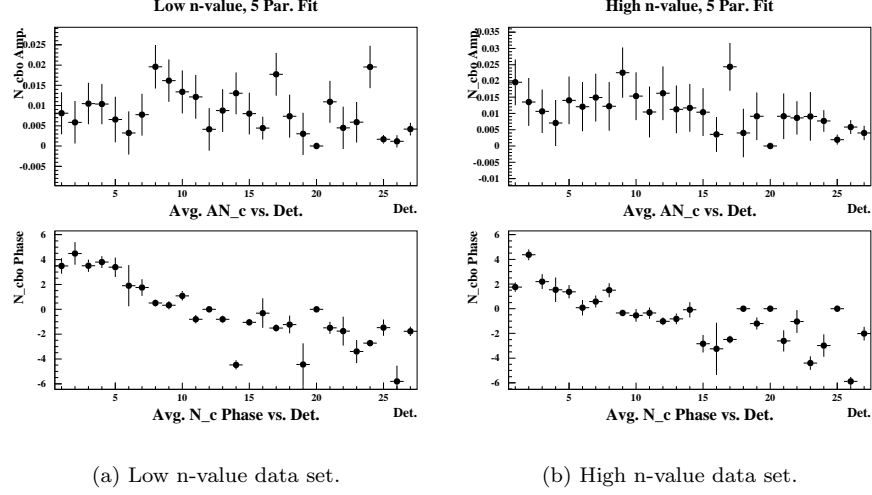 Low n-value, 5 Par. Fit
N_cbo Amp.
0.025
0.02
0.015
0.01
0.005
0
-0.005
5 10 15 20 25
Avg. AN_c vs. Det.
Det.
N_cbo Phase
6
4
2
0
-2
-4
-6
5 10 15 20 25
Avg. N_c Phase vs. Det.
Det.
(a) Low n-value data set.
High n-value, 5 Par. Fit
N_cbo Amp.
0.035
0.03
0.025
0.02
0.015
0.01
0.005
0
-0.005
-0.01
5 10 15 20 25
Avg. AN_c vs. Det.
Det.
N_cbo Phase
6
4
2
0
-2
-4
-6
5 10 15 20 25
Avg. N_c Phase vs. Det.
Det.
(b) High n-value data set.